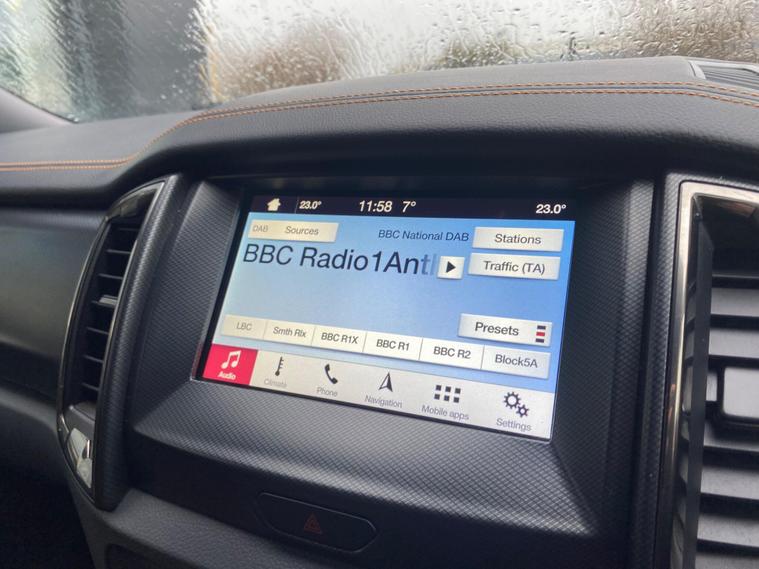 23.0° 11:58 7° 23.0°
DAB Sources BBC National DAB Stations
BBC Radio1Ant
Traffic (TA)
Presets
LBC Smth Rlx BBC R1X BBC R1 BBC R2 Block5A
Audio Climate Phone Navigation Mobile apps Settings